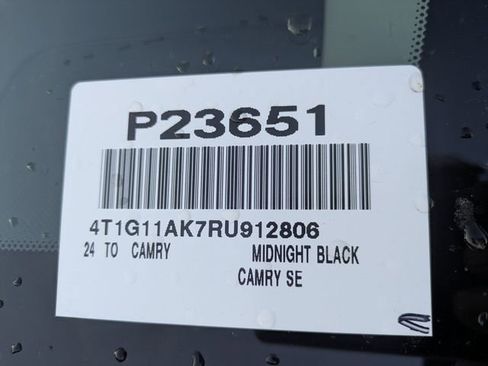 P23651
4T1G11AK7RU912806
24 TO CAMRY MIDNIGHT BLACK
CAMRY SE